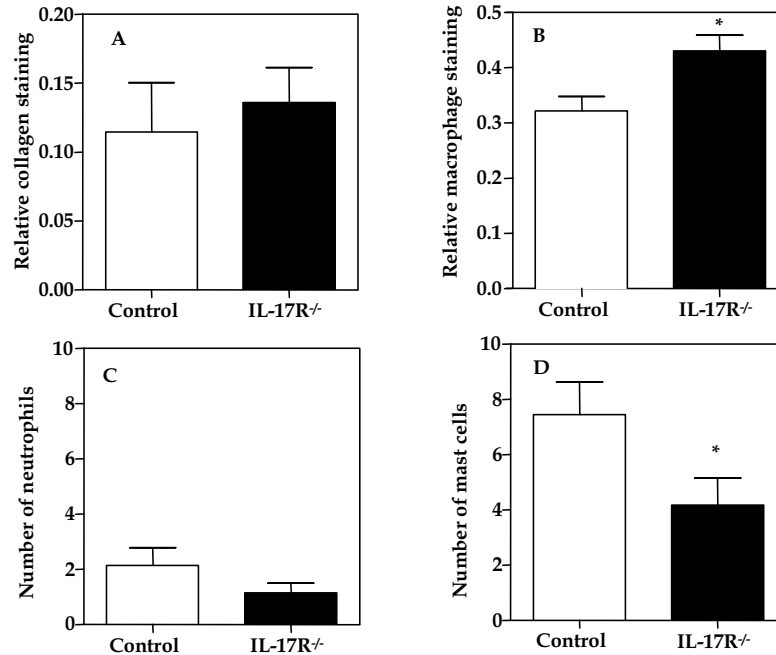 Relative collagen staining
0.20
0.15
0.10
0.05
0.00
A
Control
IL-17R-/-
Relative macrophage staining
0.5
0.4
0.3
0.2
0.1
0.0
B
*
Control
IL-17R-/-
Number of neutrophils
10
8
6
4
2
0
C
Control
IL-17R-/-
Number of mast cells
10
8
6
4
2
0
D
*
Control
IL-17R-/-